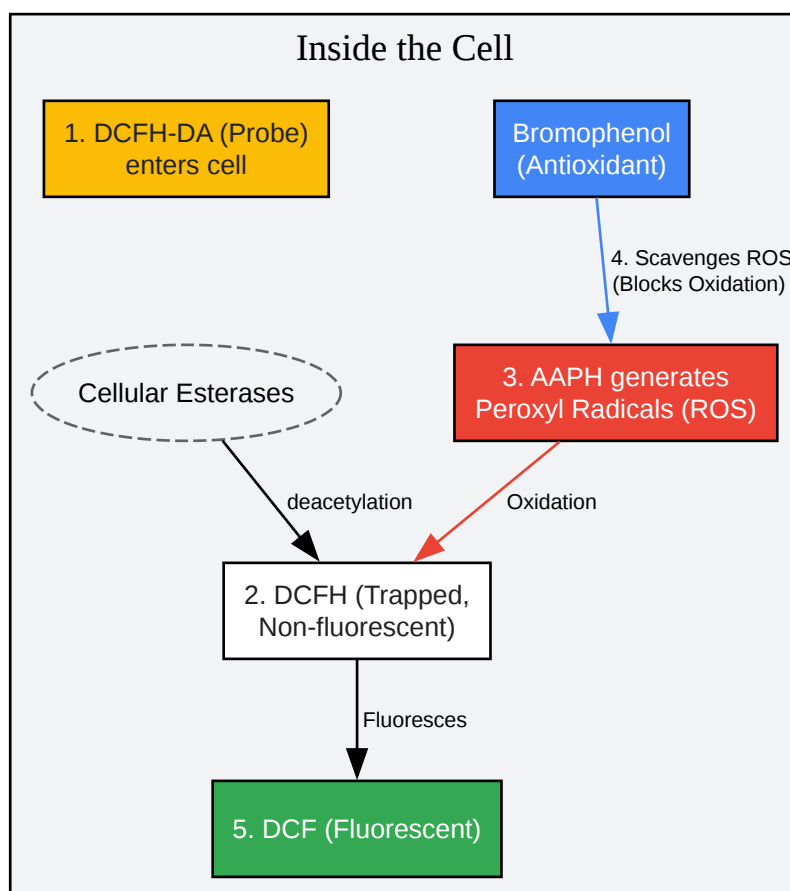 Inside the Cell
1. DCFH-DA (Probe)
enters cell
Bromophenol
(Antioxidant)
4. Scavenges ROS
(Blocks Oxidation)
Cellular Esterases
3. AAPH generates
Peroxyl Radicals (ROS)
deacetylation
Oxidation
2. DCFH (Trapped,
Non-fluorescent)
Fluoresces
5. DCF (Fluorescent)